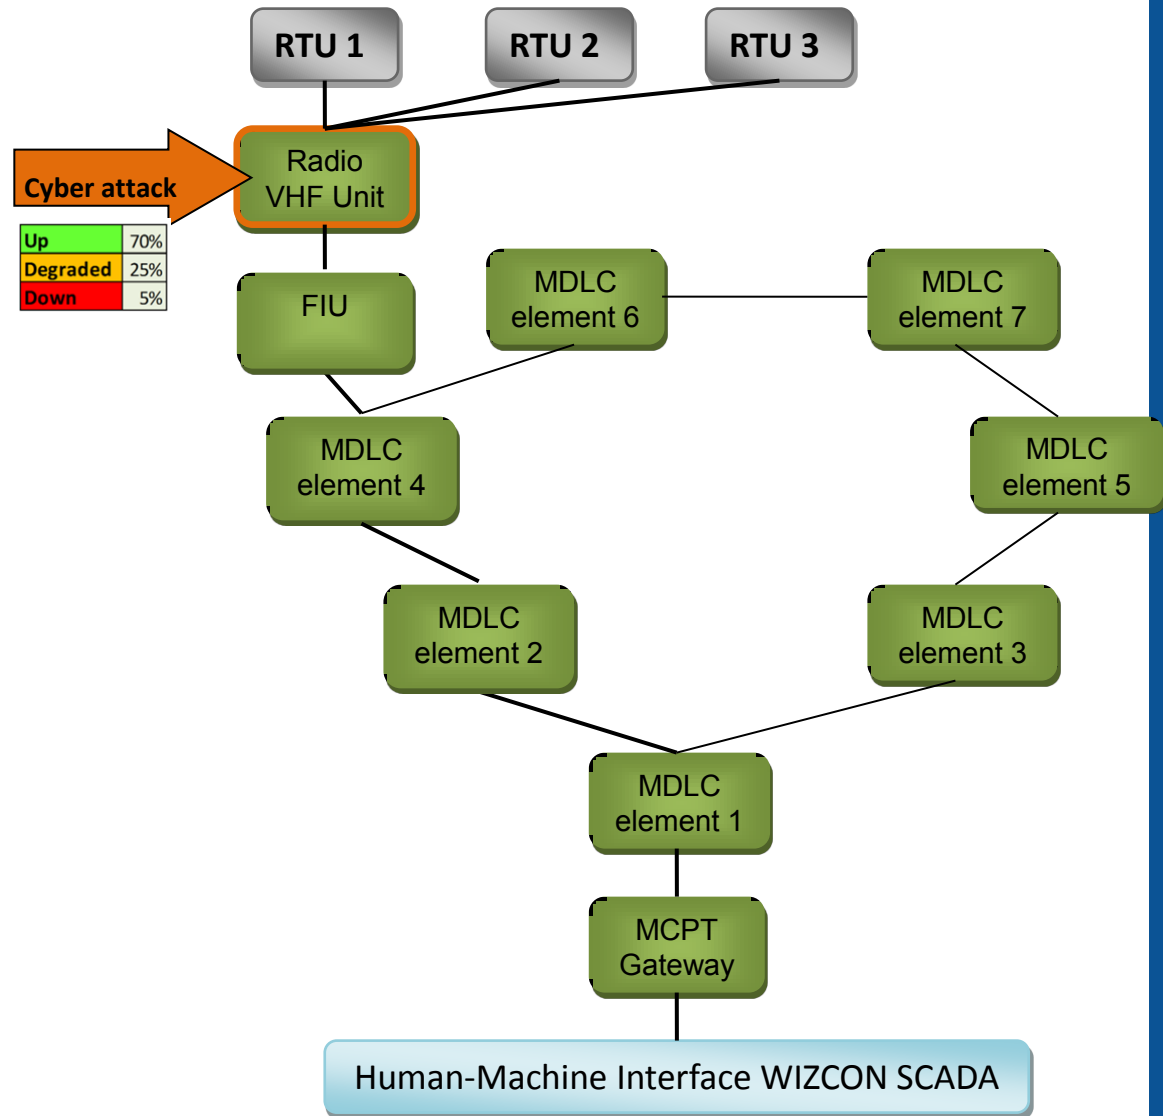 RTU 1
RTU 2
RTU 3
Cyber attack
Radio
VHF Unit
Up 70%
Degraded 25%
Down 5%
FIU
MDLC
element 6
MDLC
element 7
MDLC
element 4
MDLC
element 5
MDLC
element 2
MDLC
element 3
MDLC
element 1
MCPT
Gateway
Human-Machine Interface WIZCON SCADA